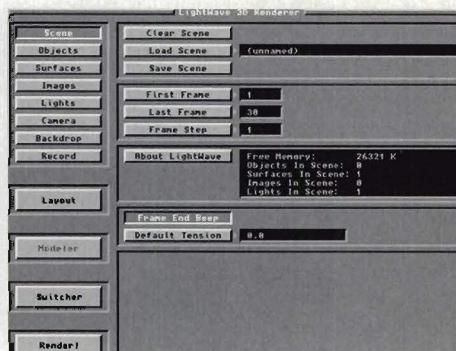 LightWave 3D Renderer
Scene
Objects
Surfaces
Images
Lights
Camera
Backdrop
Record
Layout
Modeler
Switcher
Render!
Clear Scene
Load Scene (unnamed)
Save Scene
First Frame 1
Last Frame 30
Frame Step 1
About LightWave
Free Memory: 26321 K
Objects In Scene: 0
Surfaces In Scene: 1
Images In Scene: 0
Lights In Scene: 1
Frame End Beep
Default Tension 0.0